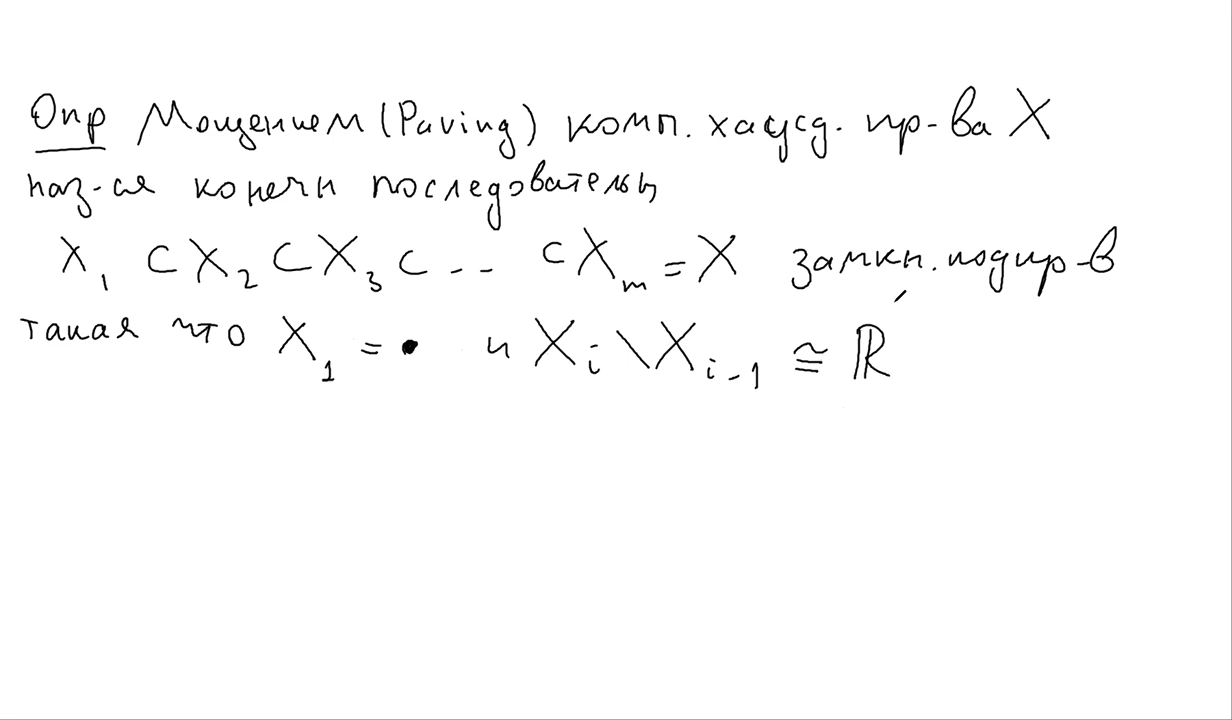 Опр Мощением (Paving) комп. хаусд. пр-ва X
наз-ся конечн последовательн
X₁ ⊂ X₂ ⊂ X₃ ⊂ -- ⊂ Xₘ = X замкн. подпр-в
такая что X₁ = • и Xᵢ \ Xᵢ₋₁ ≅ ℝ